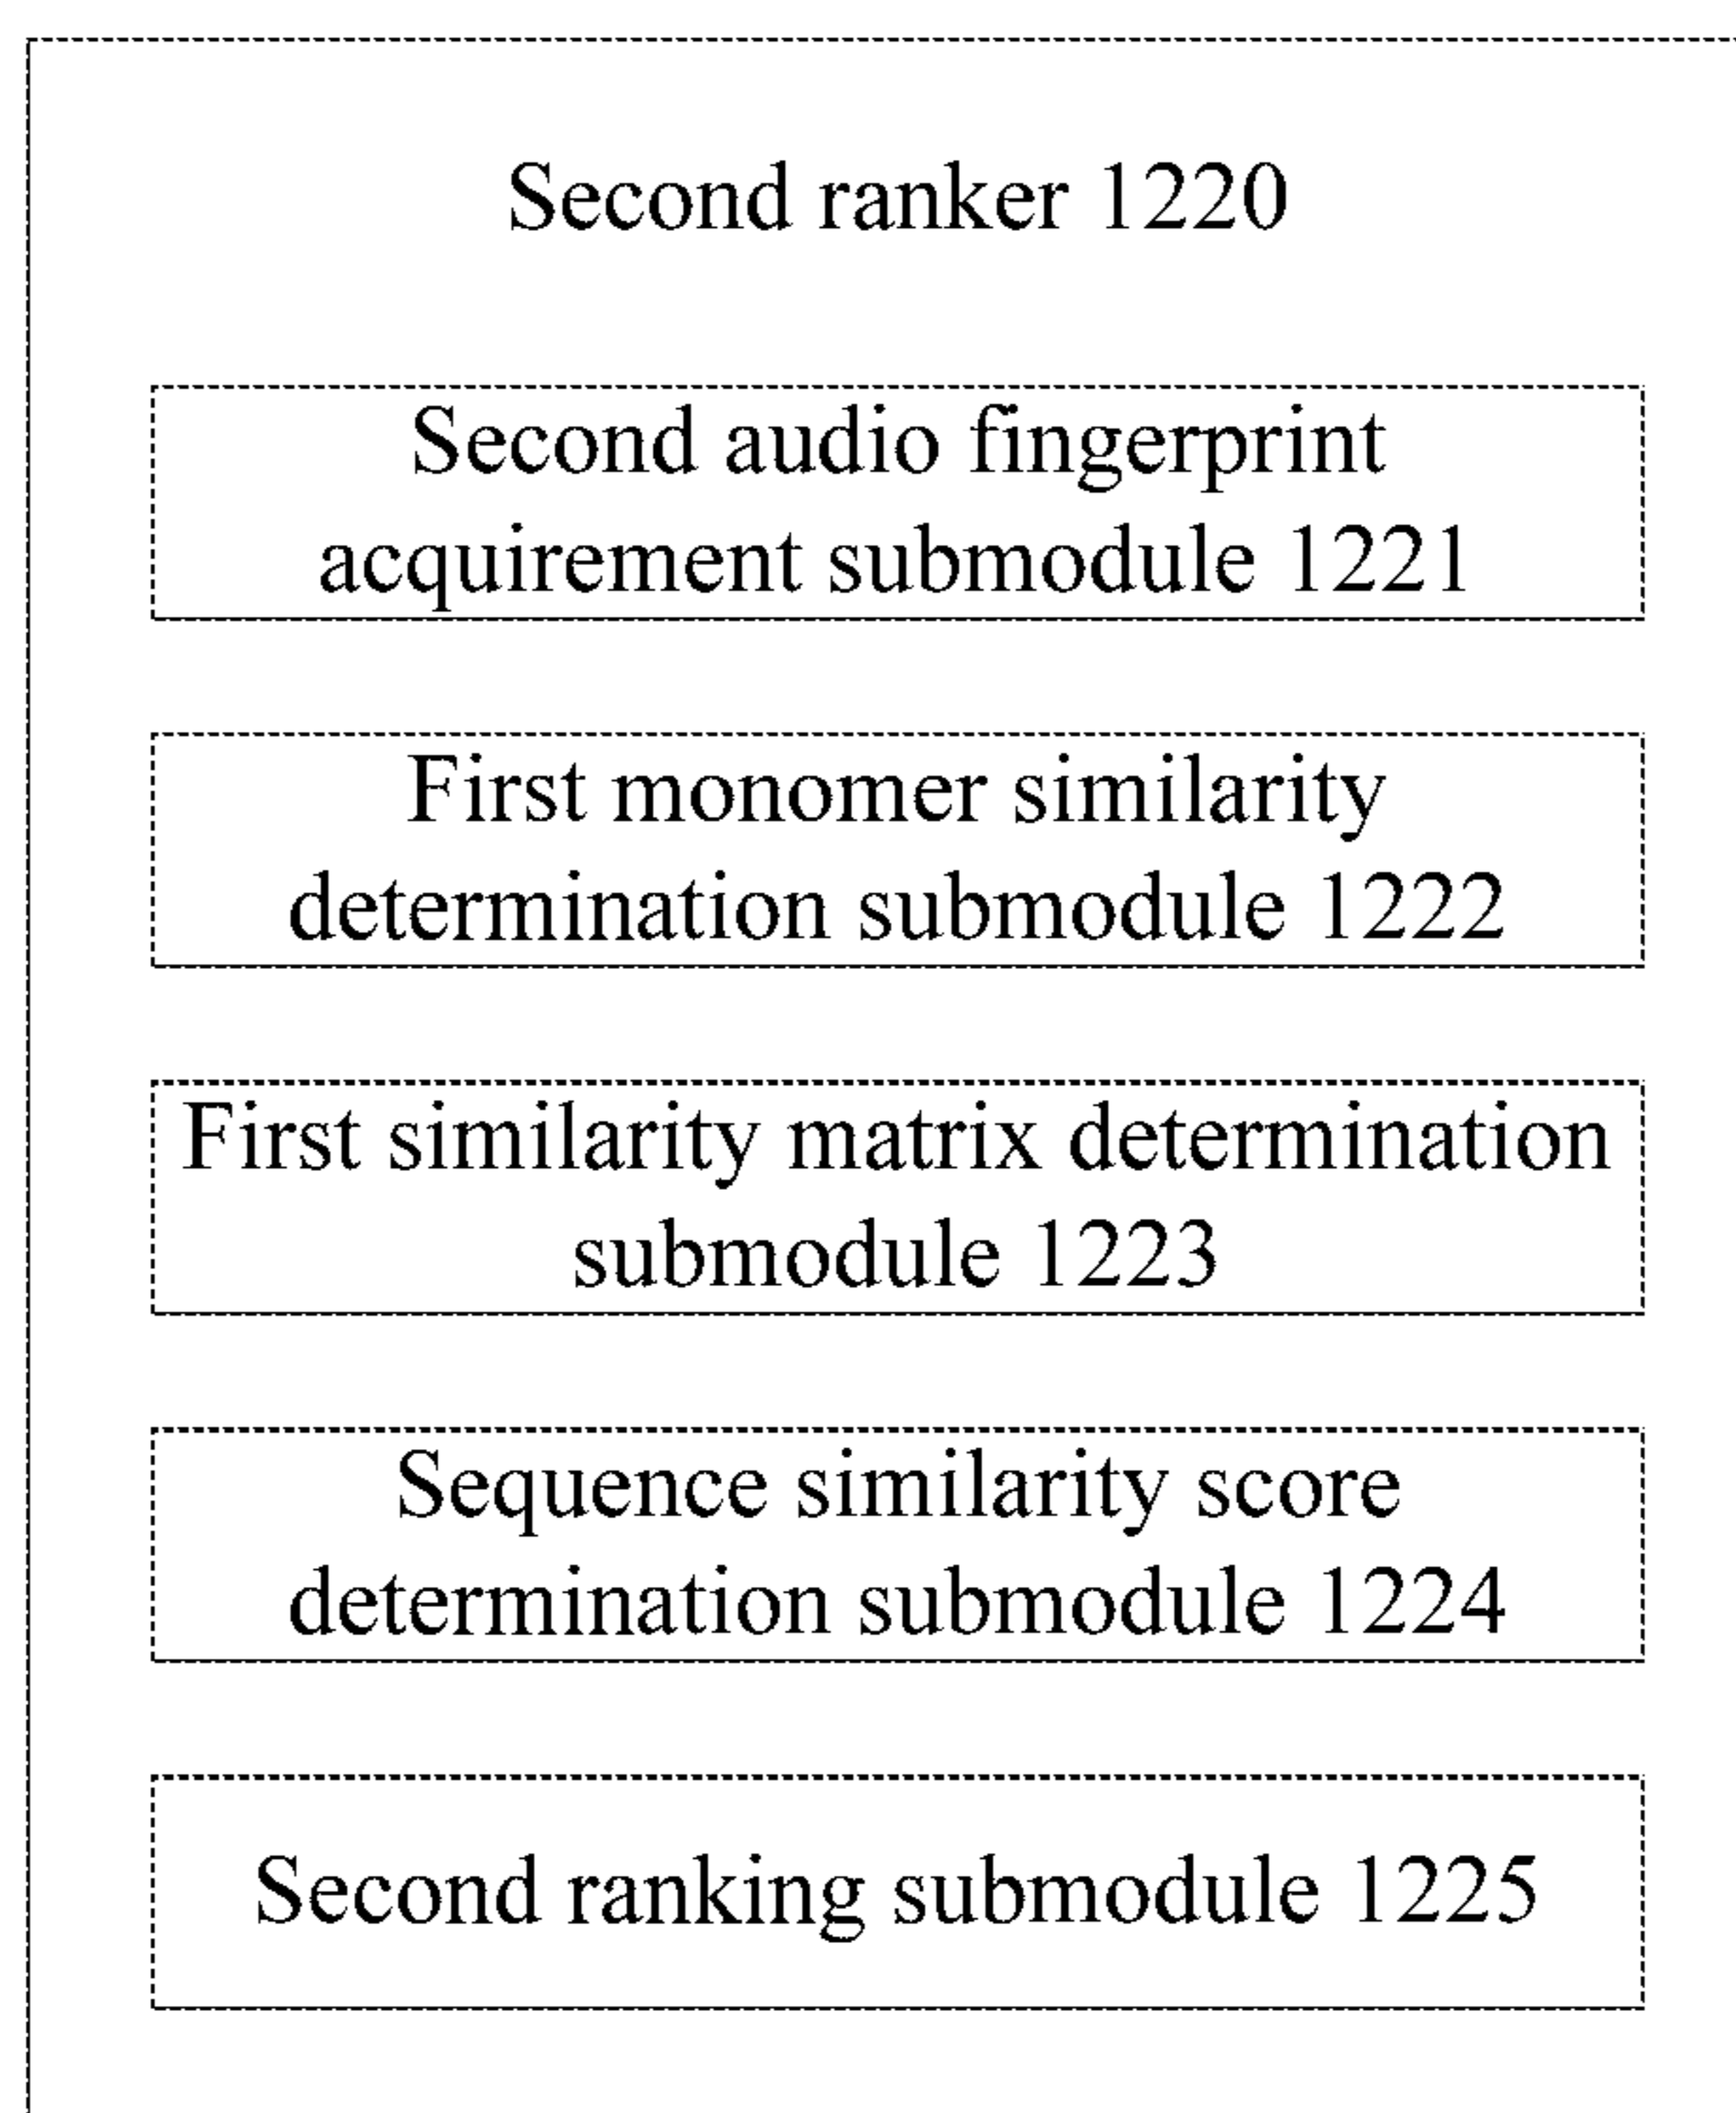 Second ranker 1220
Second audio fingerprint
acquirement submodule 1221
First monomer similarity
determination submodule 1222
First similarity matrix determination
submodule 1223
Sequence similarity score
determination submodule 1224
Second ranking submodule 1225